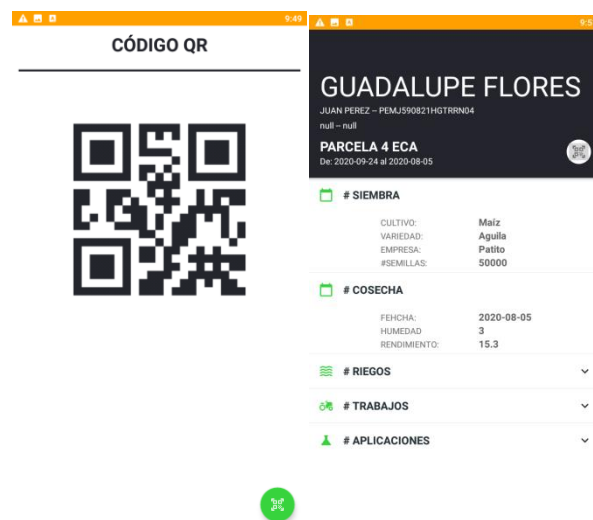 9:49
CÓDIGO QR
9:5
GUADALUPE FLORES
JUAN PEREZ – PEMJ590821HGTRRN04
null – null
PARCELA 4 ECA
De: 2020-09-24 al 2020-08-05
# SIEMBRA
CULTIVO: Maíz
VARIEDAD: Aguila
EMPRESA: Patito
#SEMILLAS: 50000
# COSECHA
FEHCHA: 2020-08-05
HUMEDAD 3
RENDIMIENTO: 15.3
# RIEGOS
# TRABAJOS
# APLICACIONES